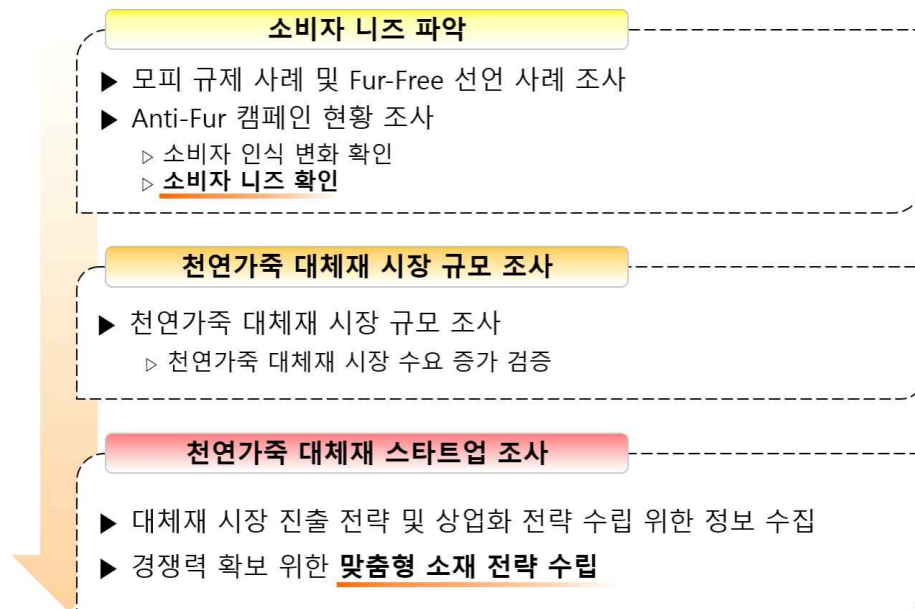 소비자 니즈 파악
▶ 모피 규제 사례 및 Fur-Free 선언 사례 조사
▶ Anti-Fur 캠페인 현황 조사
▷ 소비자 인식 변화 확인
▷ 소비자 니즈 확인
천연가죽 대체재 시장 규모 조사
▶ 천연가죽 대체재 시장 규모 조사
▷ 천연가죽 대체재 시장 수요 증가 검증
천연가죽 대체재 스타트업 조사
▶ 대체재 시장 진출 전략 및 상업화 전략 수립 위한 정보 수집
▶ 경쟁력 확보 위한 맞춤형 소재 전략 수립